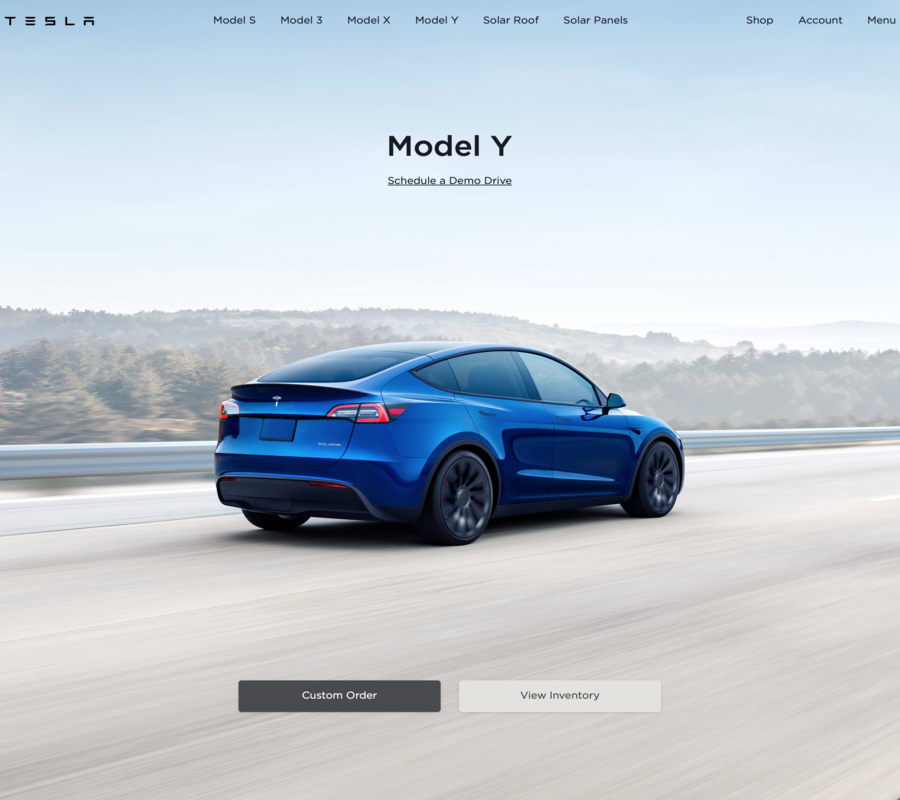 TESLA
Model S
Model 3
Model X
Model Y
Solar Roof
Solar Panels
Shop
Account
Menu
Model Y
Schedule a Demo Drive
Custom Order
View Inventory